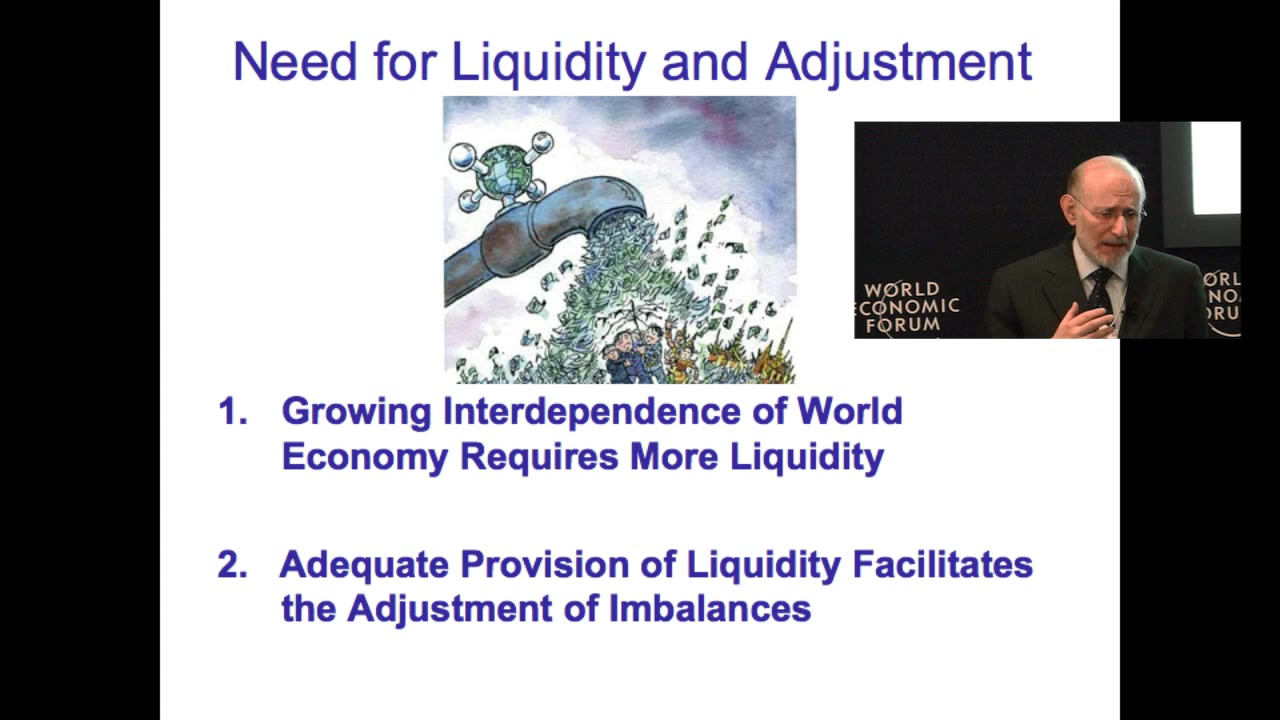 Need for Liquidity and Adjustment
1. Growing Interdependence of World
Economy Requires More Liquidity
2. Adequate Provision of Liquidity Facilitates
the Adjustment of Imbalances
WORLD
ECONOMIC
FORUM